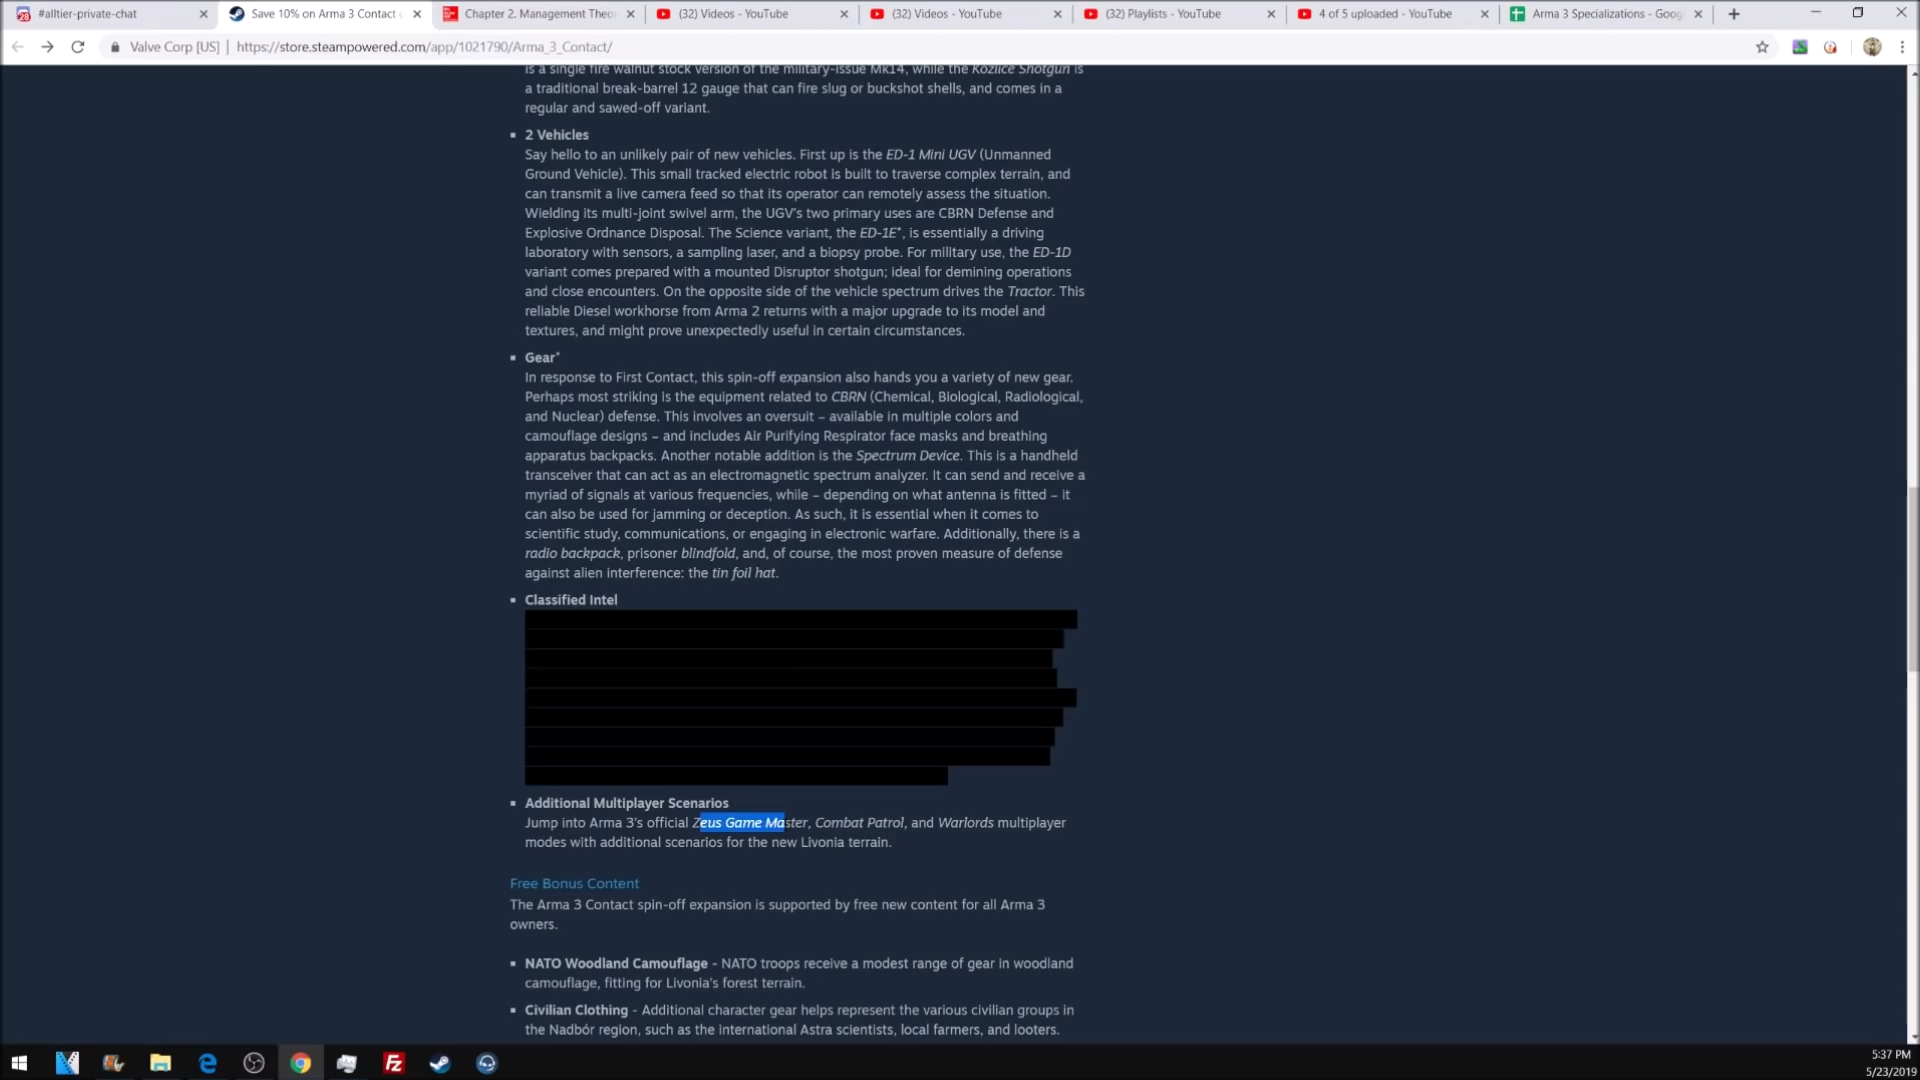 #alltier-private-chat
Save 10% on Arma 3 Contact
Chapter 2. Management Theo
(32) Videos - YouTube
(32) Videos - YouTube
(32) Playlists - YouTube
4 of 5 uploaded - YouTube
Arma 3 Specializations - Goog
Valve Corp [US] | https://store.steampowered.com/app/1021790/Arma_3_Contact/
is a single fire walnut stock version of the military-issue Mk14, while the Kozlice Shotgun is
a traditional break-barrel 12 gauge that can fire slug or buckshot shells, and comes in a
regular and sawed-off variant.
2 Vehicles
Say hello to an unlikely pair of new vehicles. First up is the ED-1 Mini UGV (Unmanned
Ground Vehicle). This small tracked electric robot is built to traverse complex terrain, and
can transmit a live camera feed so that its operator can remotely assess the situation.
Wielding its multi-joint swivel arm, the UGV's two primary uses are CBRN Defense and
Explosive Ordnance Disposal. The Science variant, the ED-1E*, is essentially a driving
laboratory with sensors, a sampling laser, and a biopsy probe. For military use, the ED-1D
variant comes prepared with a mounted Disruptor shotgun; ideal for demining operations
and close encounters. On the opposite side of the vehicle spectrum drives the Tractor. This
reliable Diesel workhorse from Arma 2 returns with a major upgrade to its model and
textures, and might prove unexpectedly useful in certain circumstances.
Gear*
In response to First Contact, this spin-off expansion also hands you a variety of new gear.
Perhaps most striking is the equipment related to CBRN (Chemical, Biological, Radiological,
and Nuclear) defense. This involves an oversuit – available in multiple colors and
camouflage designs – and includes Air Purifying Respirator face masks and breathing
apparatus backpacks. Another notable addition is the Spectrum Device. This is a handheld
transceiver that can act as an electromagnetic spectrum analyzer. It can send and receive a
myriad of signals at various frequencies, while – depending on what antenna is fitted – it
can also be used for jamming or deception. As such, it is essential when it comes to
scientific study, communications, or engaging in electronic warfare. Additionally, there is a
radio backpack, prisoner blindfold, and, of course, the most proven measure of defense
against alien interference: the tin foil hat.
Classified Intel
Additional Multiplayer Scenarios
Jump into Arma 3's official Zeus Game Master, Combat Patrol, and Warlords multiplayer
modes with additional scenarios for the new Livonia terrain.
Free Bonus Content
The Arma 3 Contact spin-off expansion is supported by free new content for all Arma 3
owners.
NATO Woodland Camouflage - NATO troops receive a modest range of gear in woodland
camouflage, fitting for Livonia's forest terrain.
Civilian Clothing - Additional character gear helps represent the various civilian groups in
the Nadbór region, such as the international Astra scientists, local farmers, and looters.
5:37 PM
5/23/2019